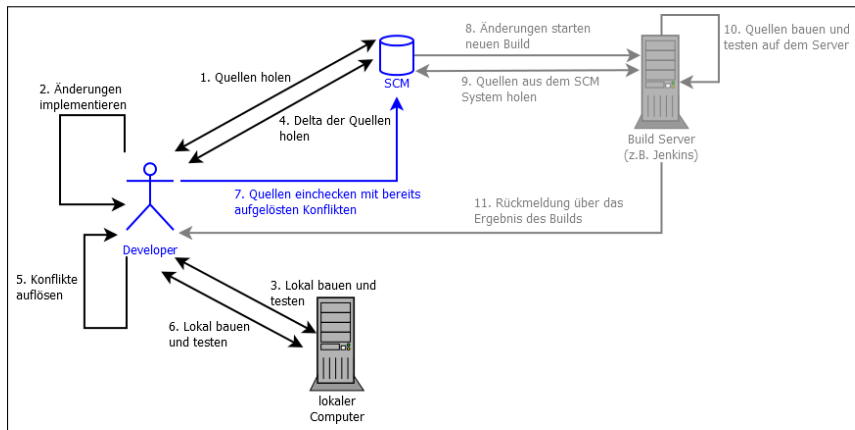 8. Änderungen starten
neuen Build
10. Quellen bauen und
testen auf dem Server
1. Quellen holen
SCM
9. Quellen aus dem SCM
System holen
2. Änderungen
implementieren
4. Delta der Quellen
holen
Build Server
(z.B. Jenkins)
7. Quellen einchecken mit bereits
aufgelösten Konflikten
11. Rückmeldung über das
Ergebnis des Builds
Developer
5. Konflikte
auflösen
3. Lokal bauen und
testen
6. Lokal bauen
und testen
lokaler
Computer